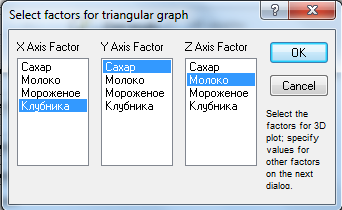 Select factors for triangular graph
X Axis Factor Y Axis Factor Z Axis Factor
Сахар Сахар Сахар
Молоко Молоко Молоко
Мороженое Мороженое Мороженое
Клубника Клубника Клубника
OK
Cancel
Select the
factors for 3D
plot; specify
values for
other factors
on the next
dialog.